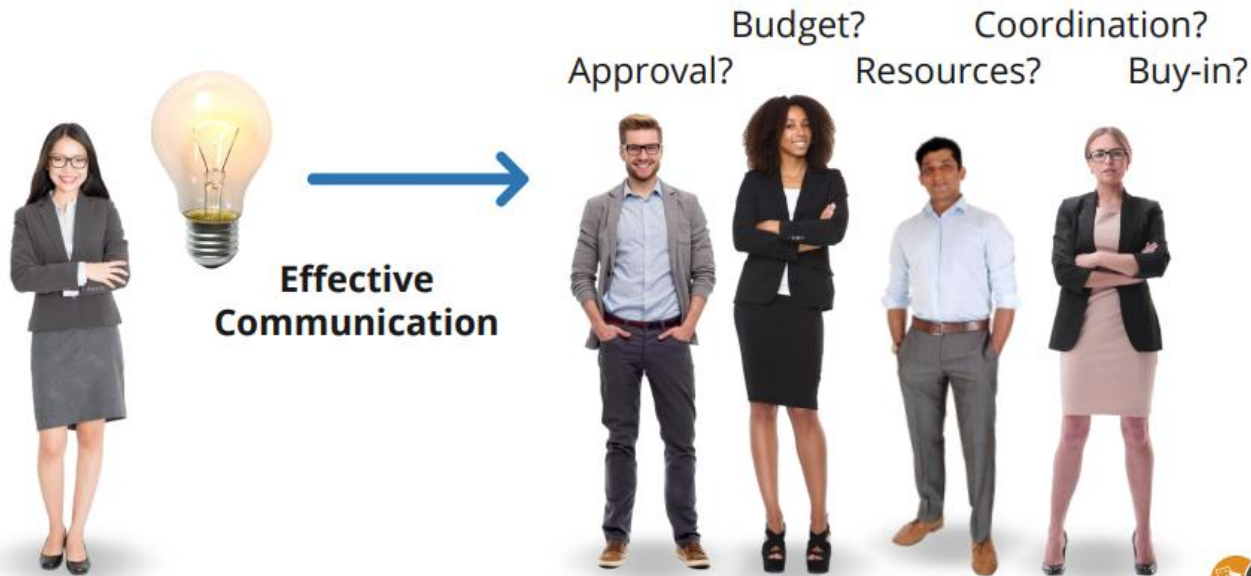 Budget? Coordination?
Approval? Resources? Buy-in?
Effective
Communication